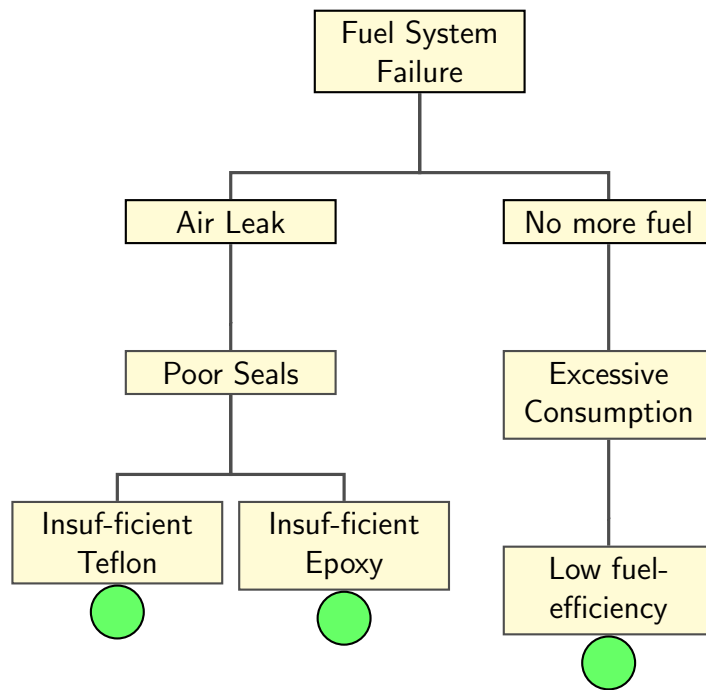 Fuel System
Failure
Air Leak
No more fuel
Poor Seals
Excessive
Consumption
Insuf-ficient
Teflon
Insuf-ficient
Epoxy
Low fuel-
efficiency